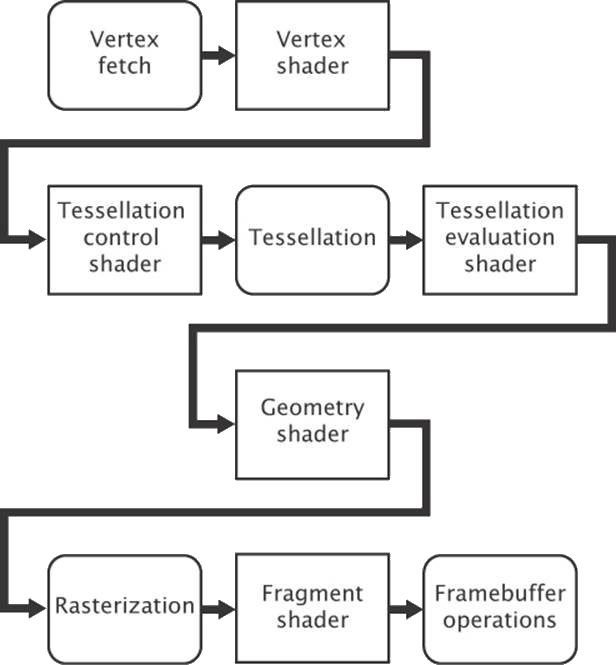 Vertex
fetch
Vertex
shader
Tessellation
control
shader
Tessellation
Tessellation
evaluation
shader
Geometry
shader
Rasterization
Fragment
shader
Framebuffer
operations